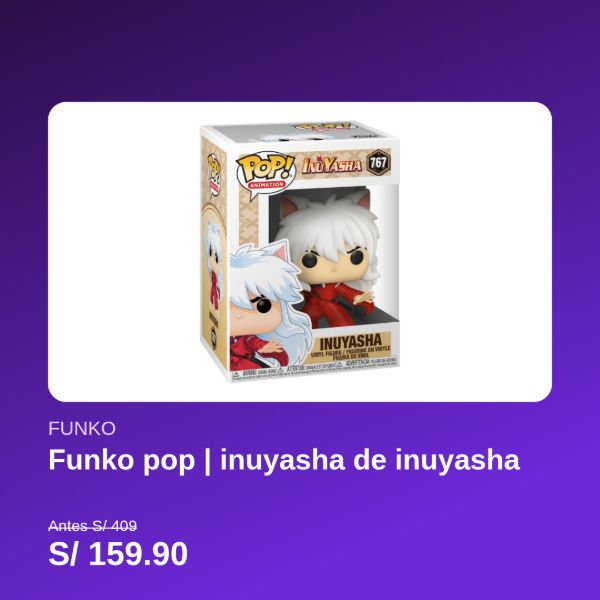 POP!
ANIMATION
INUYASHA
767
INUYASHA
VINYL FIGURE / FIGURINE EN VINYLE
FIGURA DE VINIL
FUNKO
Funko pop | inuyasha de inuyasha
Antes S/ 409
S/ 159.90